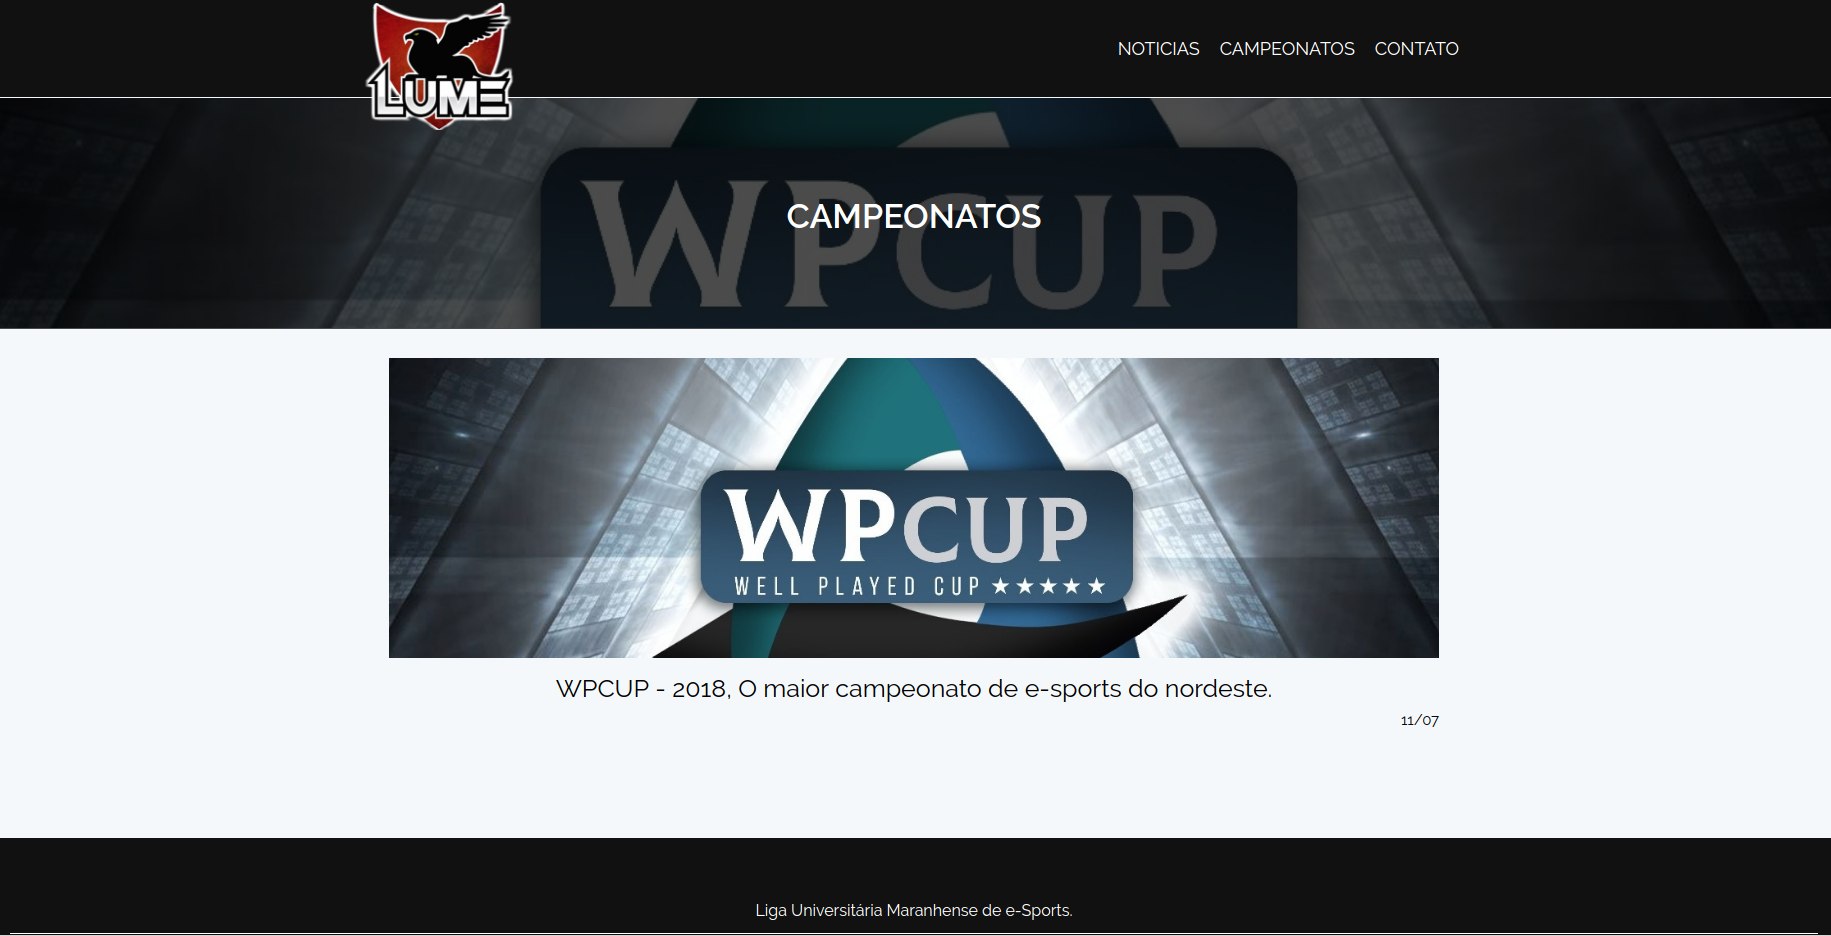 LUME
NOTICIAS CAMPEONATOS CONTATO
WPCUP
CAMPEONATOS
WPCUP
WELL PLAYED CUP ★★★★★
WPCUP - 2018, O maior campeonato de e-sports do nordeste.
11/07
Liga Universitária Maranhense de e-Sports.